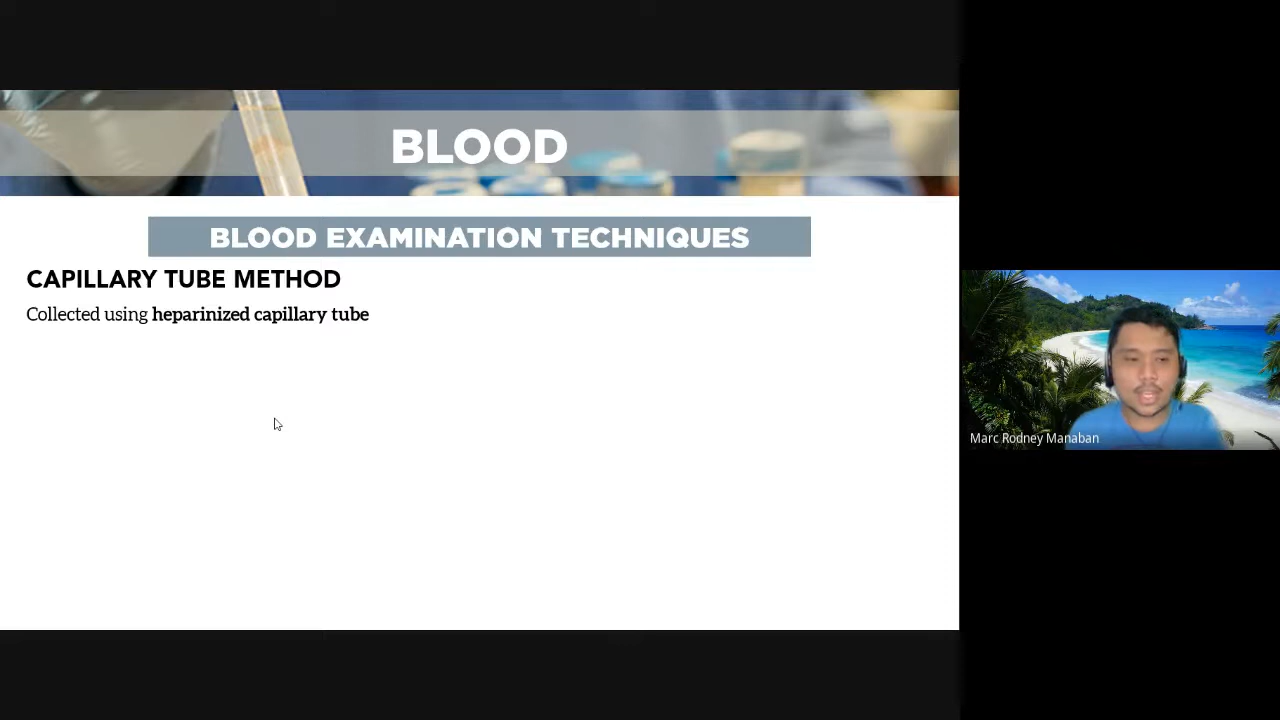 BLOOD
BLOOD EXAMINATION TECHNIQUES
CAPILLARY TUBE METHOD
Collected using heparinized capillary tube
Marc Rodney Manaban